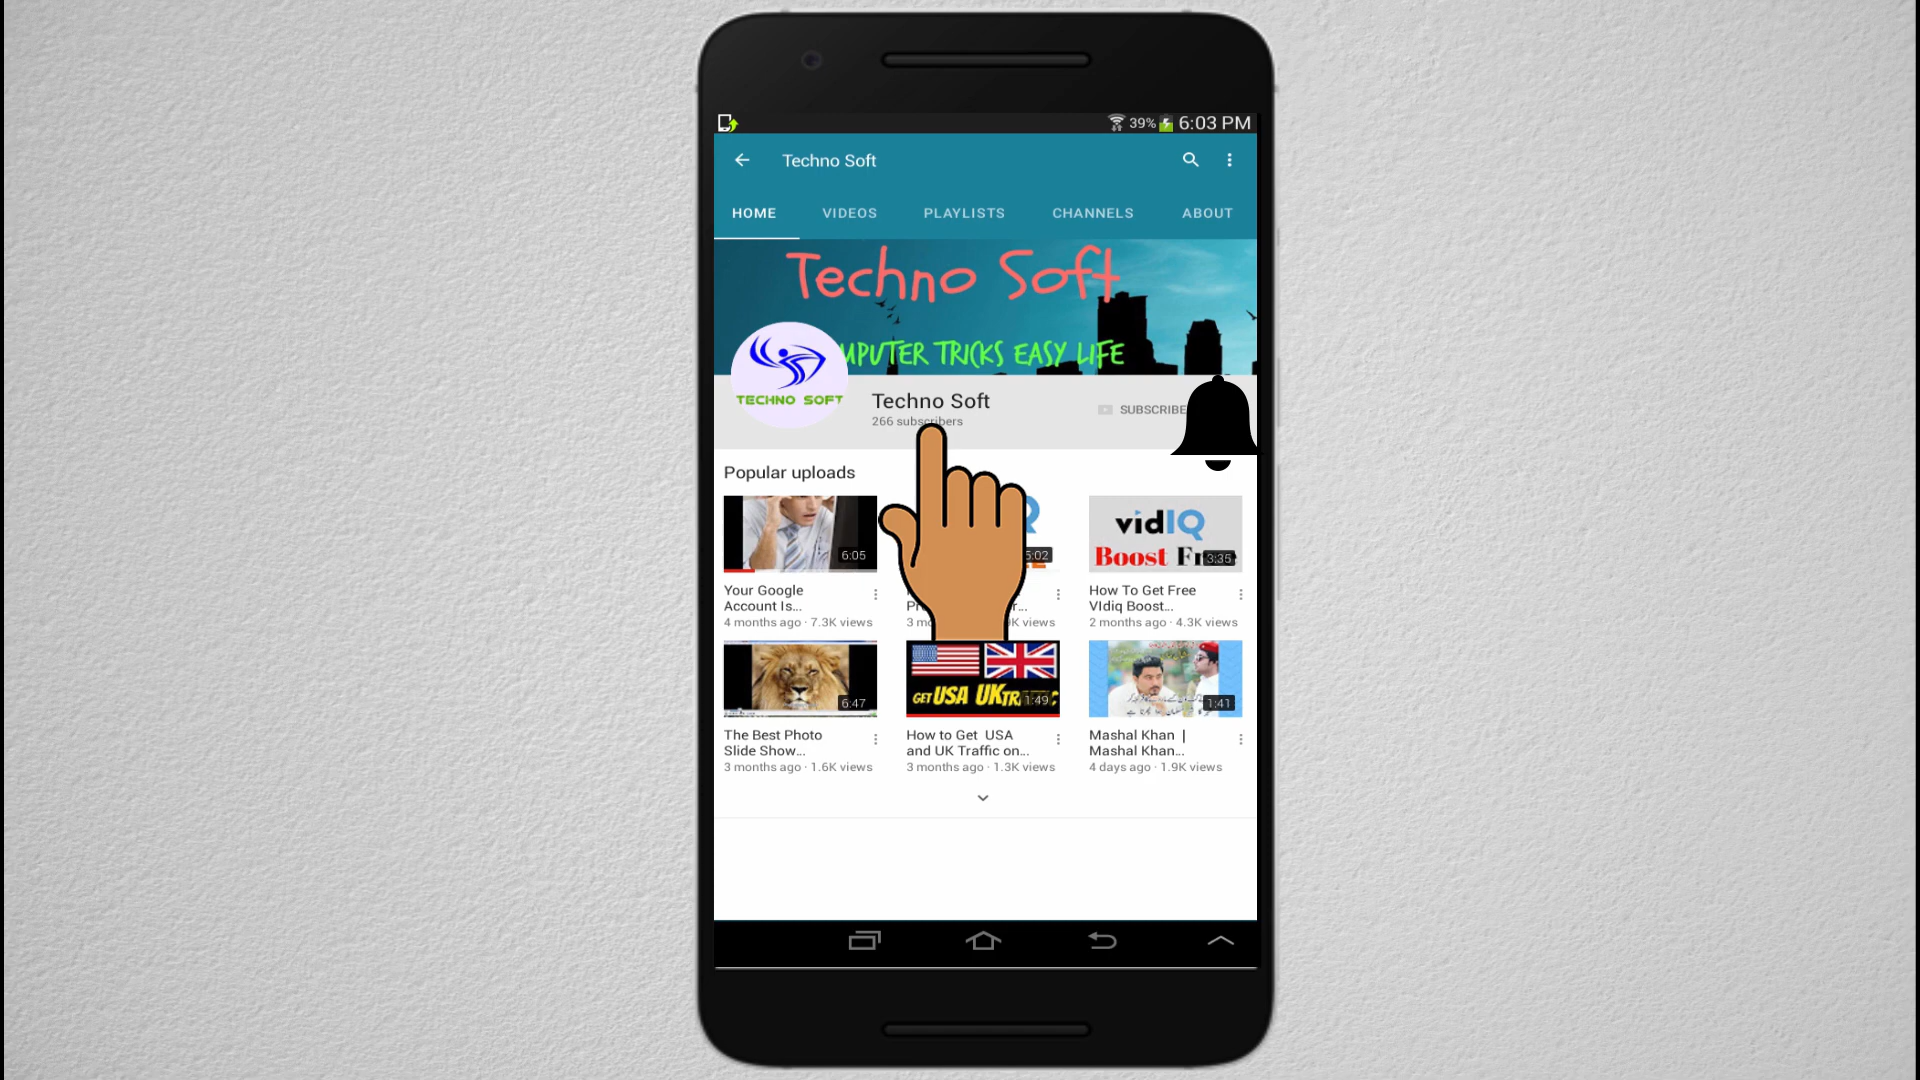 39% 6:03 PM
Techno Soft
HOME VIDEOS PLAYLISTS CHANNELS ABOUT
Techno Soft
TRICKS EASY LIFE
TECHNO SOFT
Techno Soft
266 subscribers
SUBSCRIBE
Popular uploads
6:05
5:02
vidIQ
Boost
3:35
Your Google
Account Is...
4 months ago · 7.3K views
How To Get Free
VIdiq Boost...
2 months ago · 4.3K views
6:47
GET USA UK
1:49
1:41
The Best Photo
Slide Show...
3 months ago · 1.6K views
How to Get USA
and UK Traffic on...
3 months ago · 1.3K views
Mashal Khan |
Mashal Khan...
4 days ago · 1.9K views